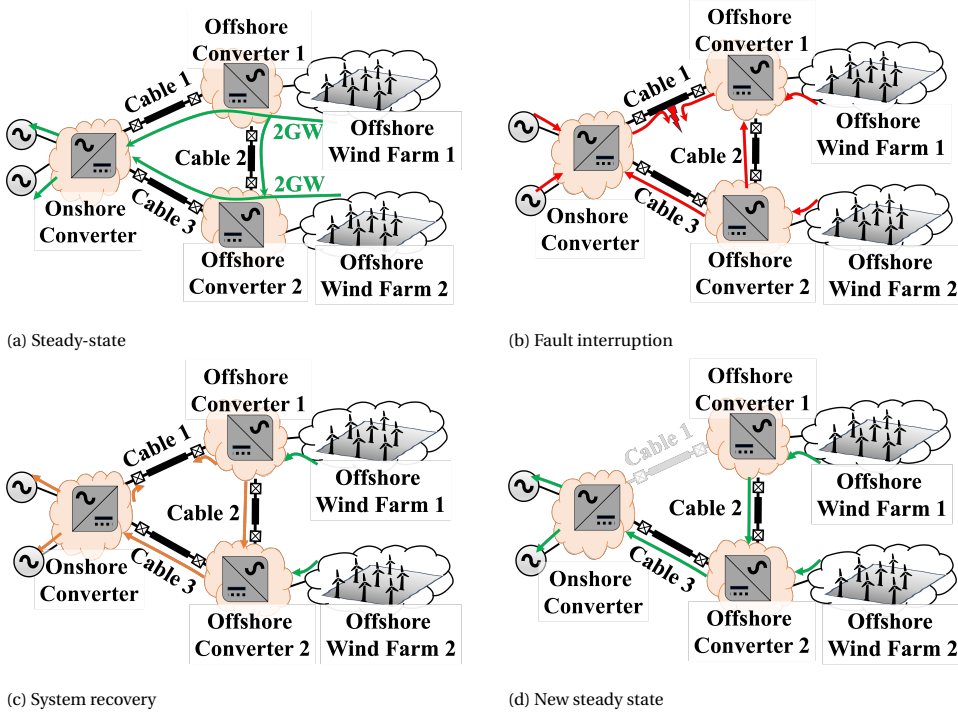 Offshore
Converter 1
Cable 1
2GW
Offshore
Wind Farm 1
Cable 2
2GW
Onshore
Converter
Cable 3
Offshore
Converter 2
Offshore
Wind Farm 2
(a) Steady-state
Offshore
Converter 1
Cable 1
Offshore
Wind Farm 1
Cable 2
Onshore
Converter
Cable 3
Offshore
Converter 2
Offshore
Wind Farm 2
(b) Fault interruption
Offshore
Converter 1
Cable 1
Offshore
Wind Farm 1
Cable 2
Onshore
Converter
Cable 3
Offshore
Converter 2
Offshore
Wind Farm 2
(c) System recovery
Offshore
Converter 1
Cable 1
Offshore
Wind Farm 1
Cable 2
Onshore
Converter
Cable 3
Offshore
Converter 2
Offshore
Wind Farm 2
(d) New steady state